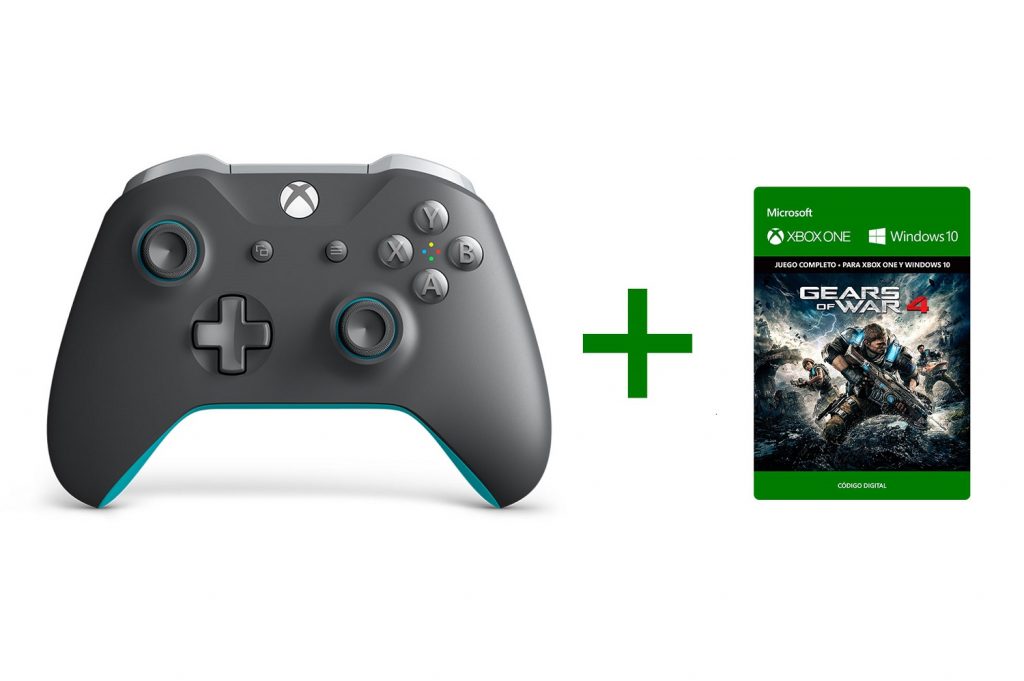 Y
X
B
A
Microsoft
XBOX ONE Windows 10
JUEGO COMPLETO • PARA XBOX ONE Y WINDOWS 10
GEARS
OF WAR 4
CÓDIGO DIGITAL